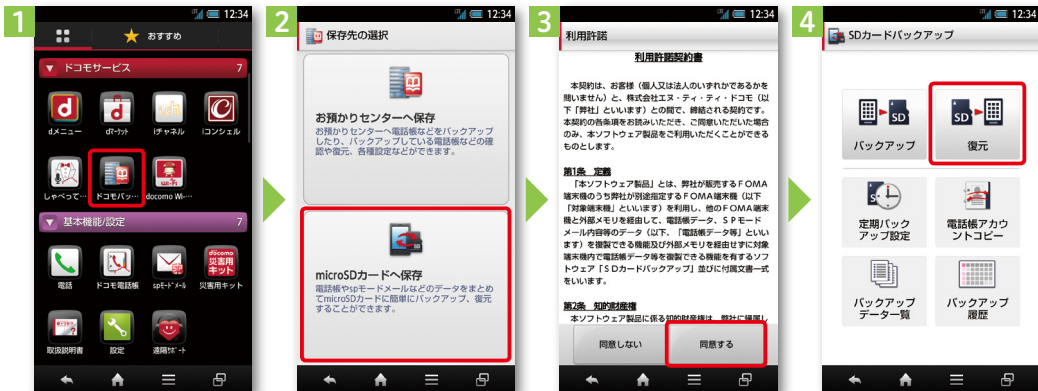 1
12:34
おすすめ
ドコモサービス 7
dメニュー dマーケット iチャネル iコンシェル
しゃべって… ドコモバッ… docomo Wi-…
基本機能/設定 7
電話 ドコモ電話帳 spモードメール 災害用キット
取扱説明書 設定 遠隔サポート
2
12:34
保存先の選択
お預かりセンターへ保存
お預かりセンターへ電話帳などをバックアップ
したり、バックアップしている電話帳などの確
認や復元、各種設定などができます。
microSDカードへ保存
電話帳やspモードメールなどのデータをまとめ
てmicroSDカードに簡単にバックアップ、復元
することができます。
3
12:34
利用許諾
利用許諾契約書
本契約は、お客様（個人又は法人のいずれかであるかを
問いません）と、株式会社エヌ・ティ・ティ・ドコモ（以
下「弊社」といいます）との間で、締結される契約です。
本契約の各条項をお読みいただき、ご同意いただいた場合
のみ、本ソフトウェア製品をご利用いただくことができる
ものとします。
第1条 定義
「本ソフトウェア製品」とは、弊社が販売するＦＯＭＡ
端末機のうち弊社が別途指定するＦＯＭＡ端末機（以下
「対象端末機」といいます）を利用し、他のＦＯＭＡ端末
機と外部メモリを経由して、電話帳データ、ＳＰモード
メール内容等のデータ（以下、「電話帳データ等」といい
ます）を複製できる機能及び外部メモリを経由せずに対象
端末機内で電話帳データ等を複製できる機能を有するソフ
トウェア「ＳＤカードバックアップ」並びに付属文書一式
をいいます。
第2条 知的財産権
本ソフトウェア製品に係る知的財産権は、弊社に帰属し
同意しない 同意する
4
12:34
SDカードバックアップ
SD SD
バックアップ 復元
定期バック
アップ設定
電話帳アカウ
ントコピー
バックアップ
データ一覧
バックアップ
履歴